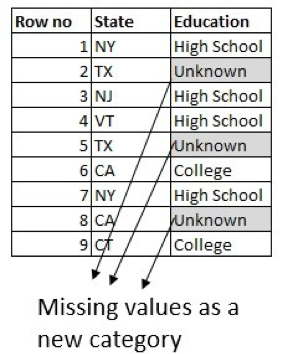 Row no State Education
1 NY High School
2 TX Unknown
3 NJ High School
4 VT High School
5 TX Unknown
6 CA College
7 NY High School
8 CA Unknown
9 CT College
Missing values as a
new category